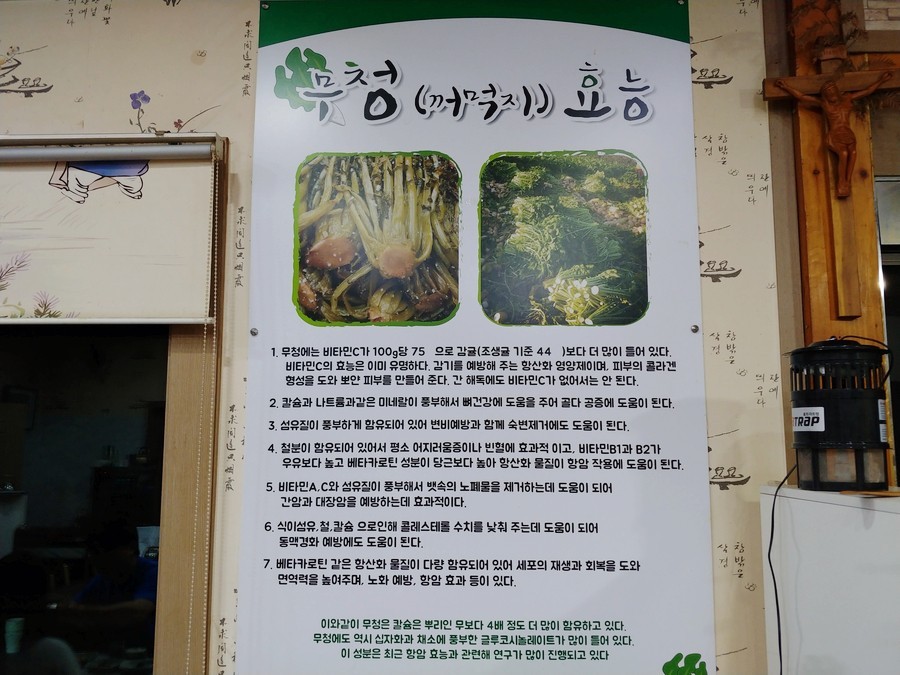 무청 (꺼먹지) 효능
1. 무청에는 비타민C가 100g당 75 으로 감귤(조생귤 기준 44 )보다 더 많이 들어 있다.
비타민C의 효능은 이미 유명하다. 감기를 예방해 주는 항산화 영양제이며, 피부의 콜라겐
형성을 도와 뽀얀 피부를 만들어 준다. 간 해독에도 비타민C가 없어서는 안 된다.
2. 칼슘과 나트륨과같은 미네랄이 풍부해서 뼈건강에 도움을 주어 골다 공증에 도움이 된다.
3. 섬유질이 풍부하게 함유되어 있어 변비예방과 함께 숙변제거에도 도움이 된다.
4. 철분이 함유되어 있어서 평소 어지러움증이나 빈혈에 효과적 이고, 비타민B1과 B2가
우유보다 높고 베타카로틴 성분이 당근보다 높아 항산화 물질이 항암 작용에 도움이 된다.
5. 비타민A,C와 섬유질이 풍부해서 뱃속의 노폐물을 제거하는데 도움이 되어
간암과 대장암을 예방하는데 효과적이다.
6. 식이섬유,철,칼슘 으로인해 콜레스테롤 수치를 낮춰 주는데 도움이 되어
동맥경화 예방에도 도움이 된다.
7. 베타카로틴 같은 항산화 물질이 다량 함유되어 있어 세포의 재생과 회복을 도와
면역력을 높여주며, 노화 예방, 항암 효과 등이 있다.
이와같이 무청은 칼슘은 뿌리인 무보다 4배 정도 더 많이 함유하고 있다.
무청에도 역시 십자화과 채소에 풍부한 글루코시놀레이트가 많이 들어 있다.
이 성분은 최근 항암 효능과 관련해 연구가 많이 진행되고 있다
TRAP